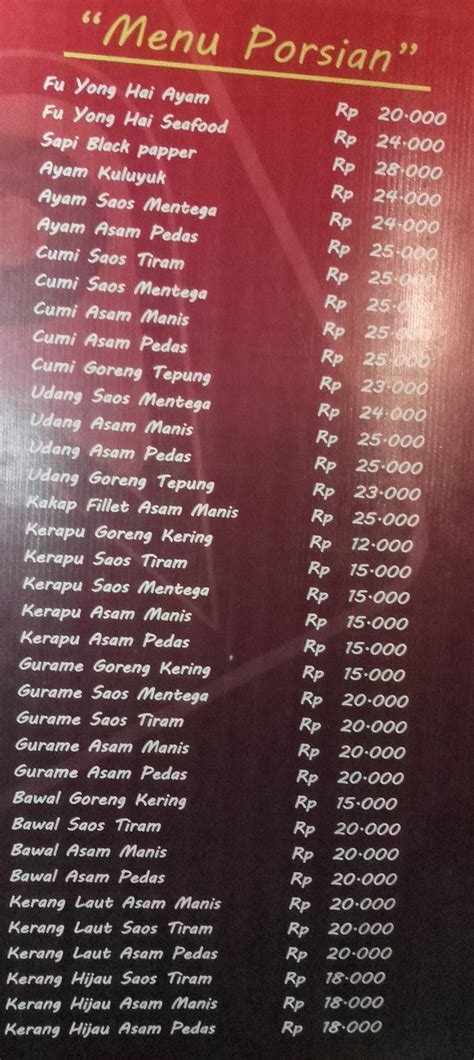 “Menu Porsian”
Fu Yong Hai Ayam Rp 20.000
Fu Yong Hai Seafood Rp 24.000
Sapi Black papper Rp 28.000
Ayam Kuluyuk Rp 24.000
Ayam Saos Mentega Rp 24.000
Ayam Asam Pedas Rp 25.000
Cumi Saos Tiram Rp 25.000
Cumi Saos Mentega Rp 25.000
Cumi Asam Manis Rp 25.000
Cumi Asam Pedas Rp 25.000
Cumi Goreng Tepung Rp 23.000
Udang Saos Mentega Rp 24.000
Udang Asam Manis Rp 25.000
Udang Asam Pedas Rp 25.000
Udang Goreng Tepung Rp 23.000
Kakap Fillet Asam Manis Rp 25.000
Kerapu Goreng Kering Rp 12.000
Kerapu Saos Tiram Rp 15.000
Kerapu Saos Mentega Rp 15.000
Kerapu Asam Manis Rp 15.000
Kerapu Asam Pedas Rp 15.000
Gurame Goreng Kering Rp 15.000
Gurame Saos Mentega Rp 20.000
Gurame Saos Tiram Rp 20.000
Gurame Asam Manis Rp 20.000
Gurame Asam Pedas Rp 20.000
Bawal Goreng Kering Rp 15.000
Bawal Saos Tiram Rp 20.000
Bawal Asam Manis Rp 20.000
Bawal Asam Pedas Rp 20.000
Kerang Laut Asam Manis Rp 20.000
Kerang Laut Saos Tiram Rp 20.000
Kerang Laut Asam Pedas Rp 20.000
Kerang Hijau Saos Tiram Rp 18.000
Kerang Hijau Asam Manis Rp 18.000
Kerang Hijau Asam Pedas Rp 18.000